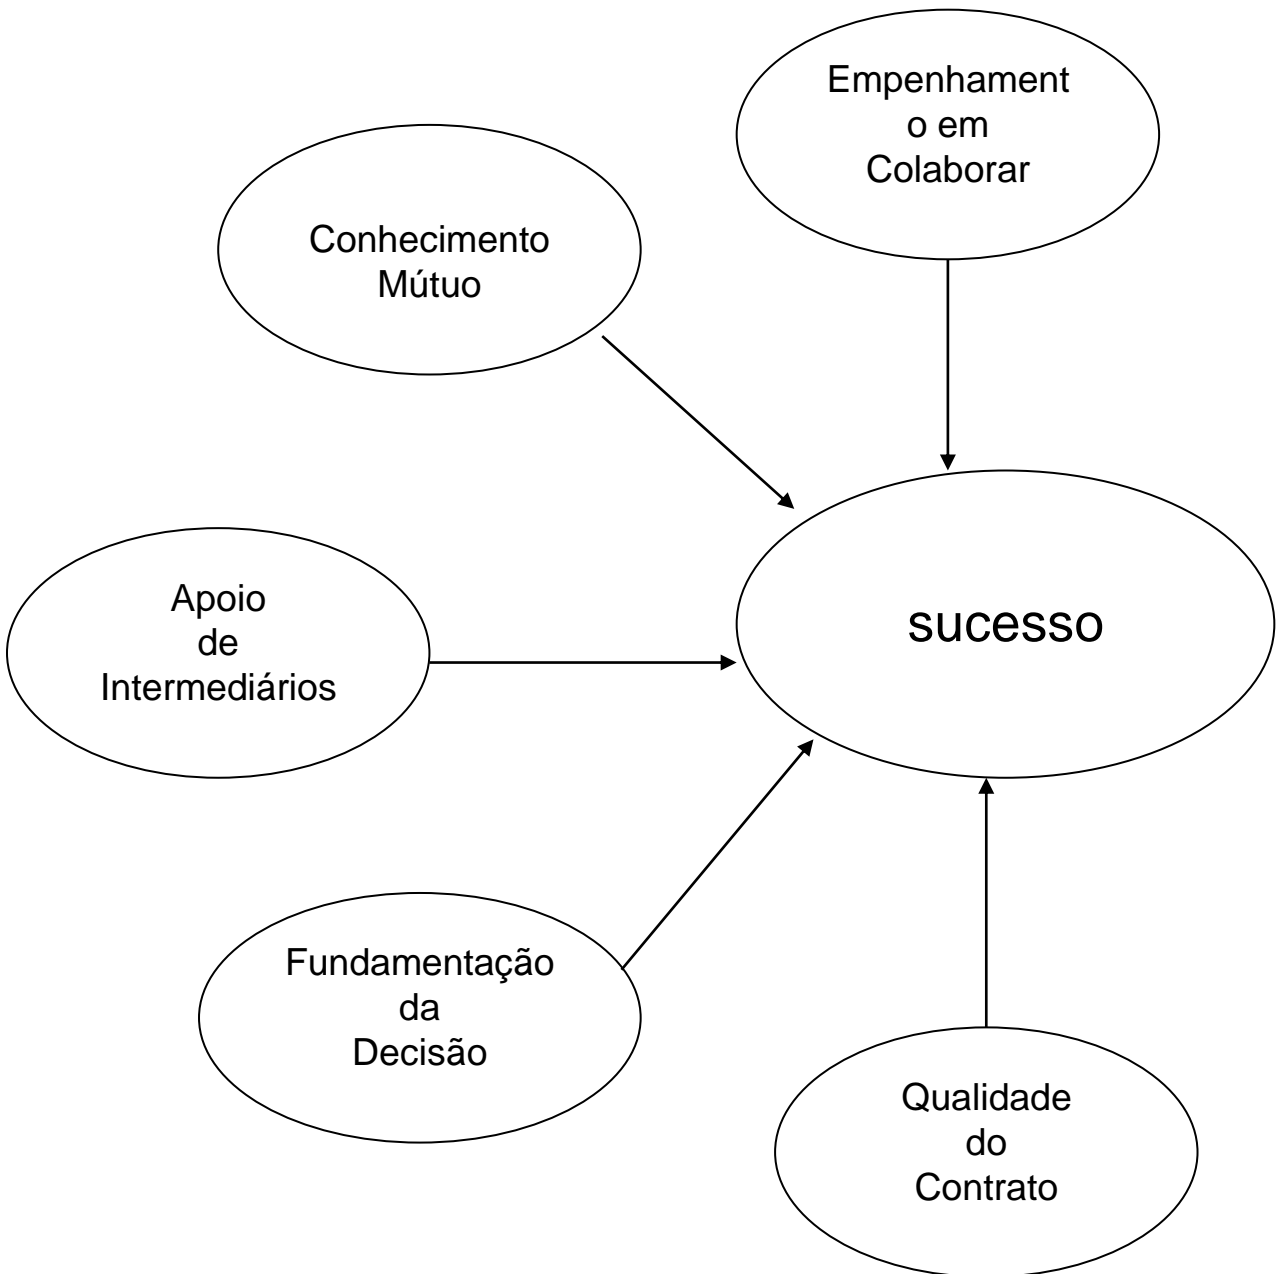 Empenhament
o em
Colaborar
Conhecimento
Mútuo
Apoio
de
Intermediários
sucesso
Fundamentação
da
Decisão
Qualidade
do
Contrato